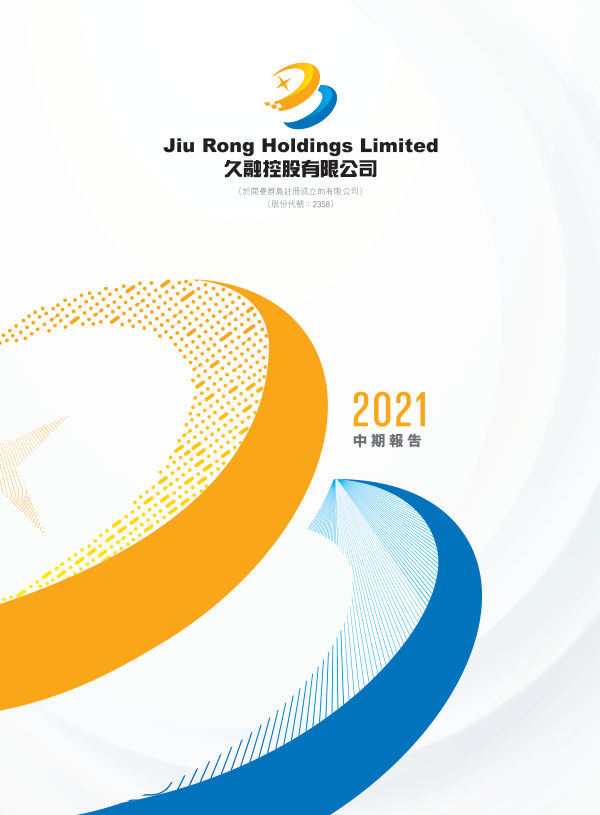 Jiu Rong Holdings Limited
久融控股有限公司
（於開曼群島註冊成立的有限公司）
（股份代號：2358）
2021
中期報告